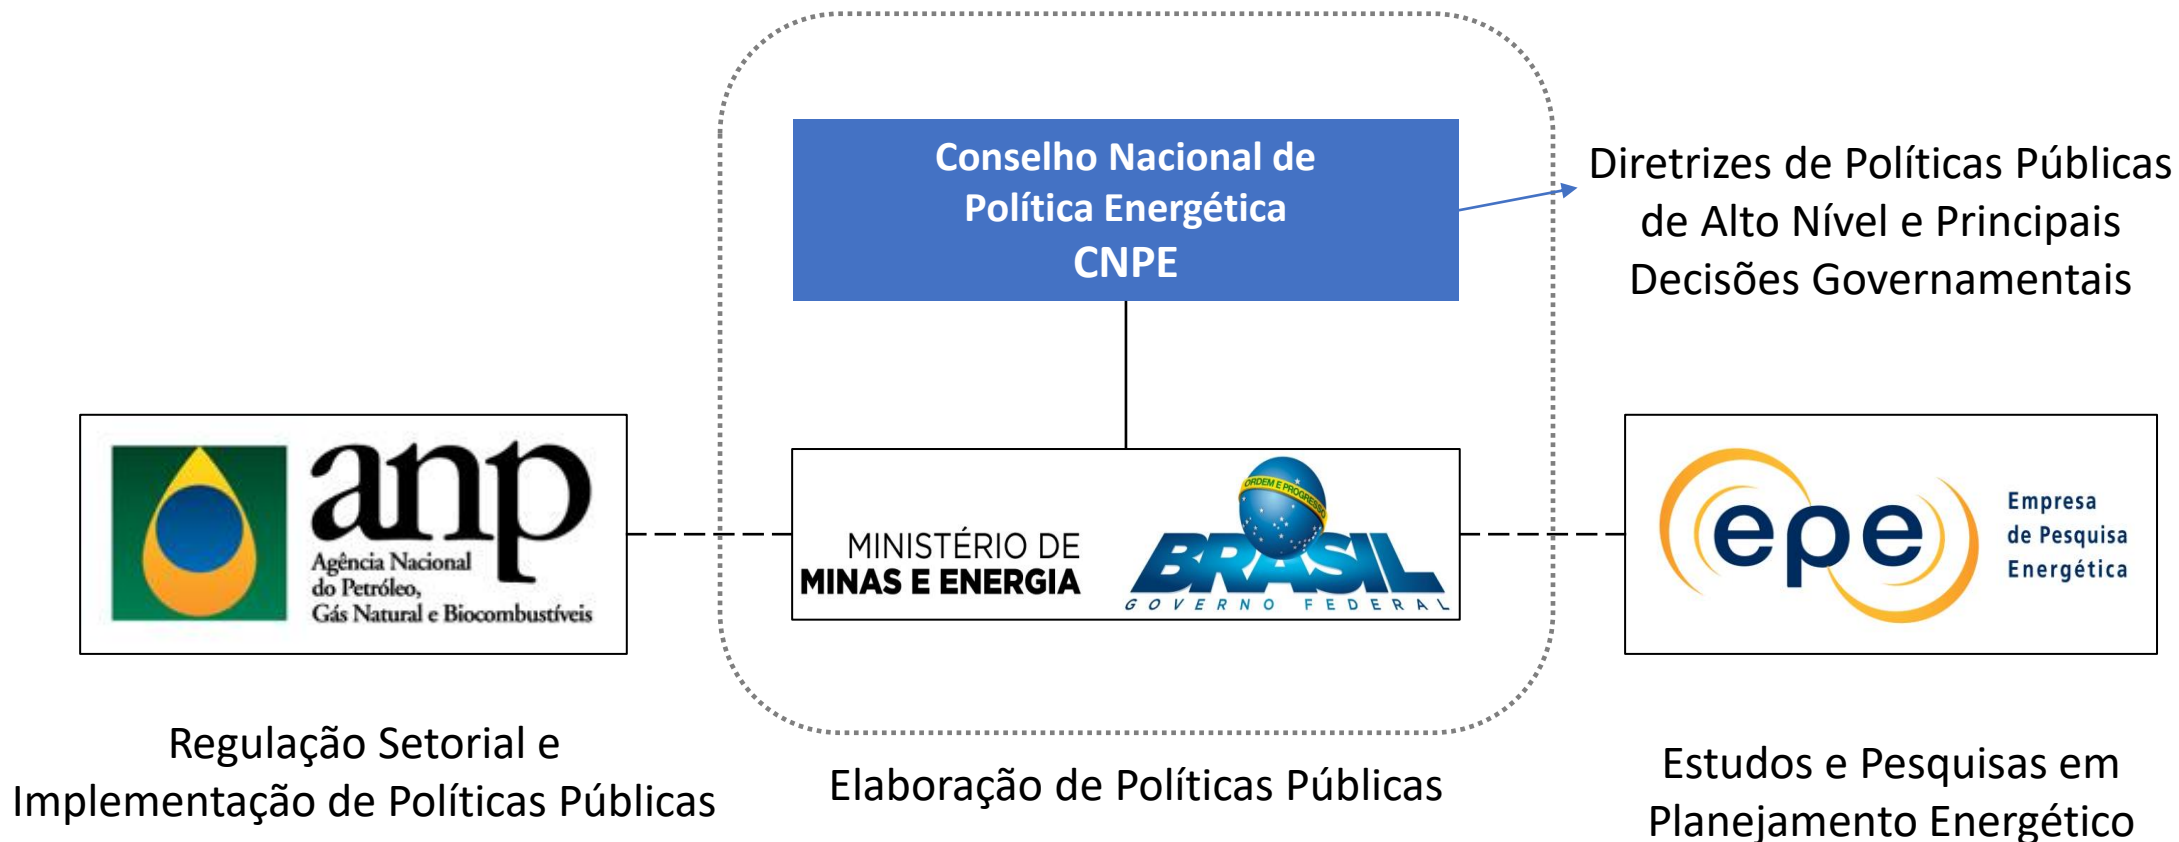 Conselho Nacional de
Política Energética
CNPE
Diretrizes de Políticas Públicas
de Alto Nível e Principais
Decisões Governamentais
anp
Agência Nacional
do Petróleo,
Gás Natural e Biocombustíveis
MINISTÉRIO DE
MINAS E ENERGIA
ORDEM E PROGRESSO
BRASIL
GOVERNO FEDERAL
epe
Empresa
de Pesquisa
Energética
Regulação Setorial e
Implementação de Políticas Públicas
Elaboração de Políticas Públicas
Estudos e Pesquisas em
Planejamento Energético